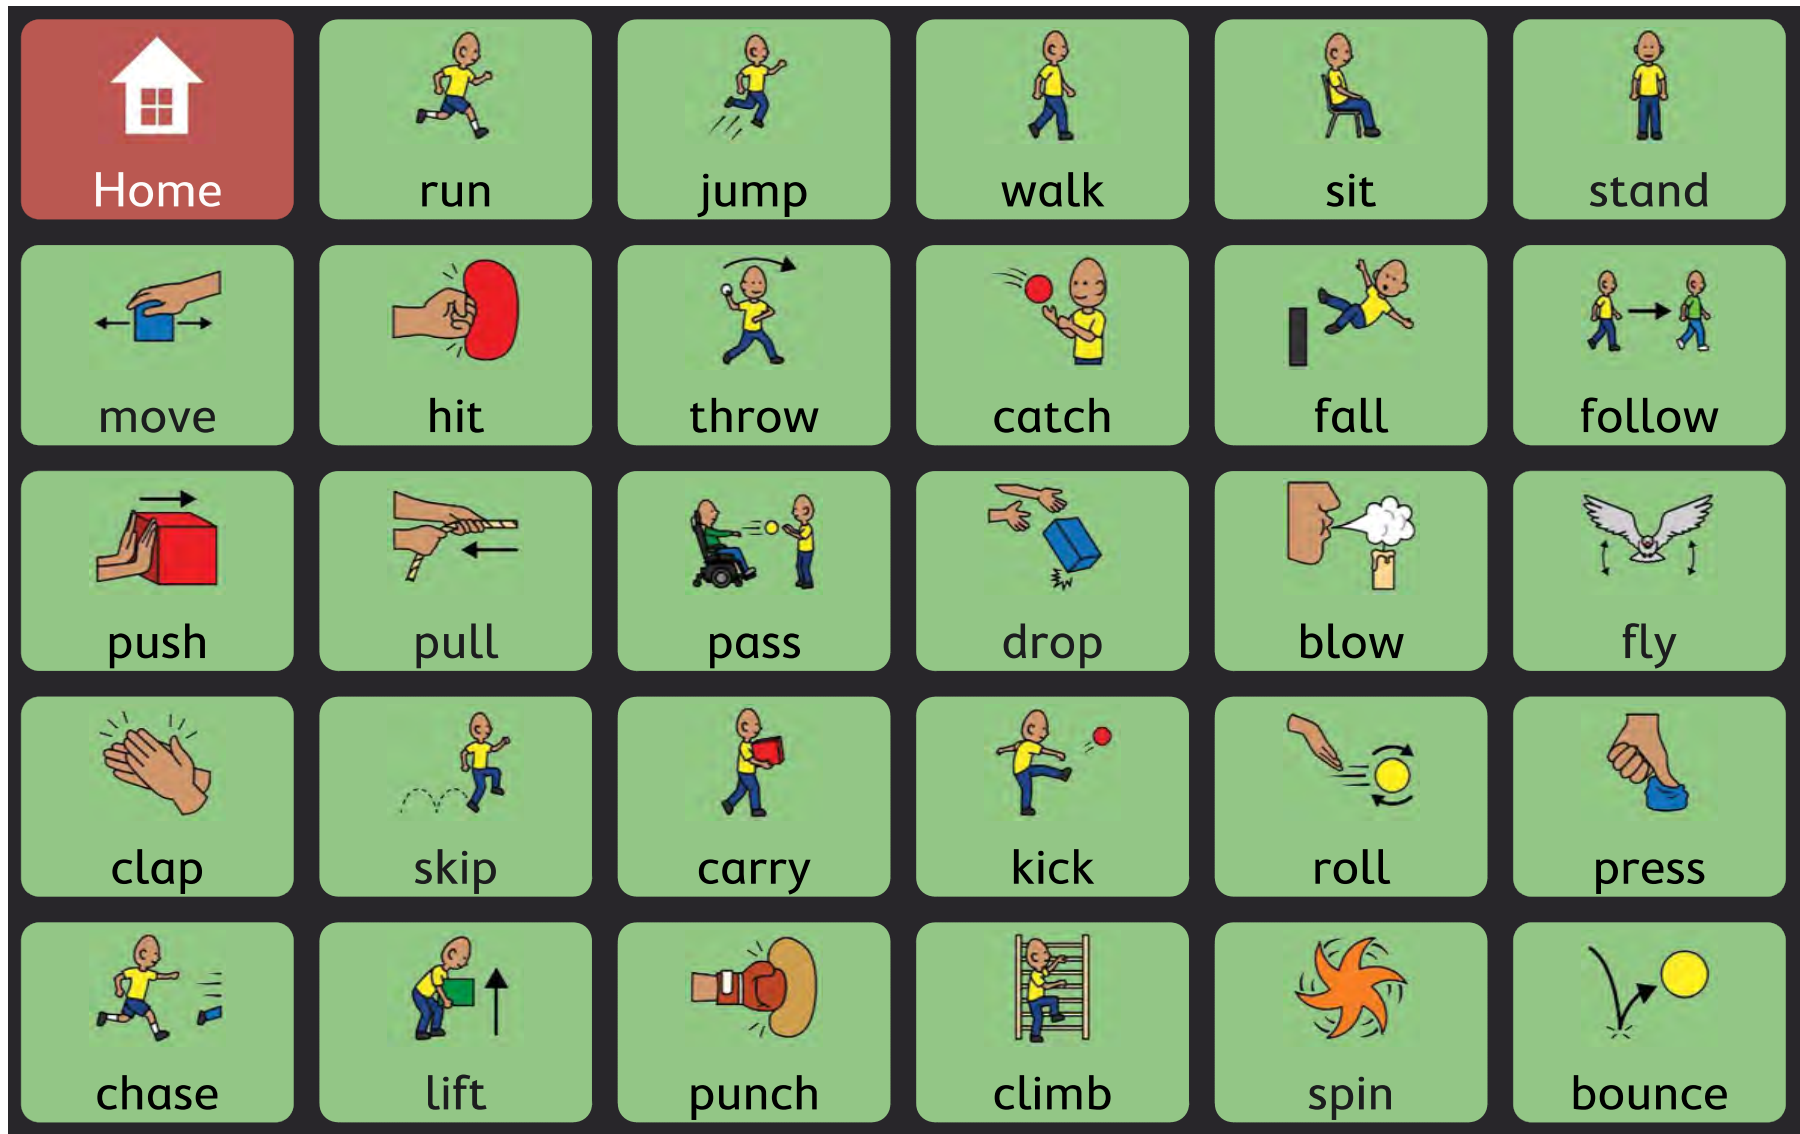 Home
run
jump
walk
sit
stand
move
hit
throw
catch
fall
follow
push
pull
pass
drop
blow
fly
clap
skip
carry
kick
roll
press
chase
lift
punch
climb
spin
bounce